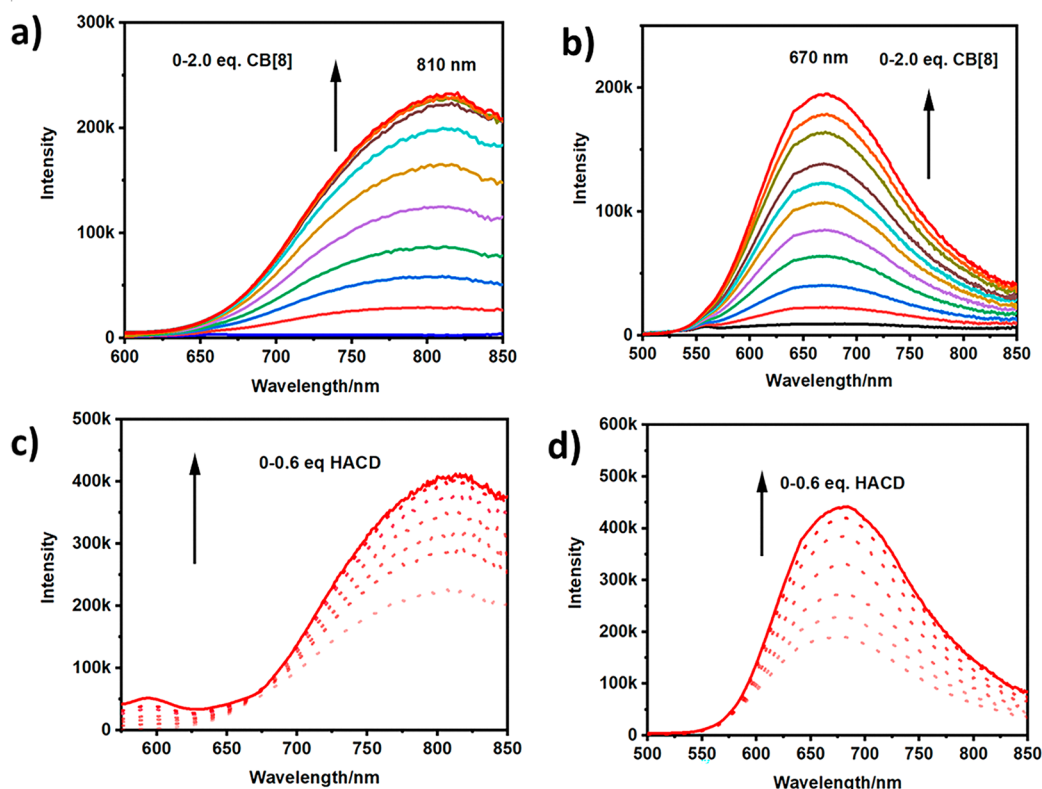 a)
300k
200k
100k
0
Intensity
0-2.0 eq. CB[8]
810 nm
600 650 700 750 800 850
Wavelength/nm
b)
200k
100k
0
Intensity
670 nm
0-2.0 eq. CB[8]
500 550 600 650 700 750 800 850
Wavelength/nm
c)
500k
400k
300k
200k
100k
0
Intensity
0-0.6 eq HACD
600 650 700 750 800 850
Wavelength/nm
d)
600k
500k
400k
300k
200k
100k
0
Intensity
0-0.6 eq. HACD
500 550 600 650 700 750 800 850
Wavelength/nm